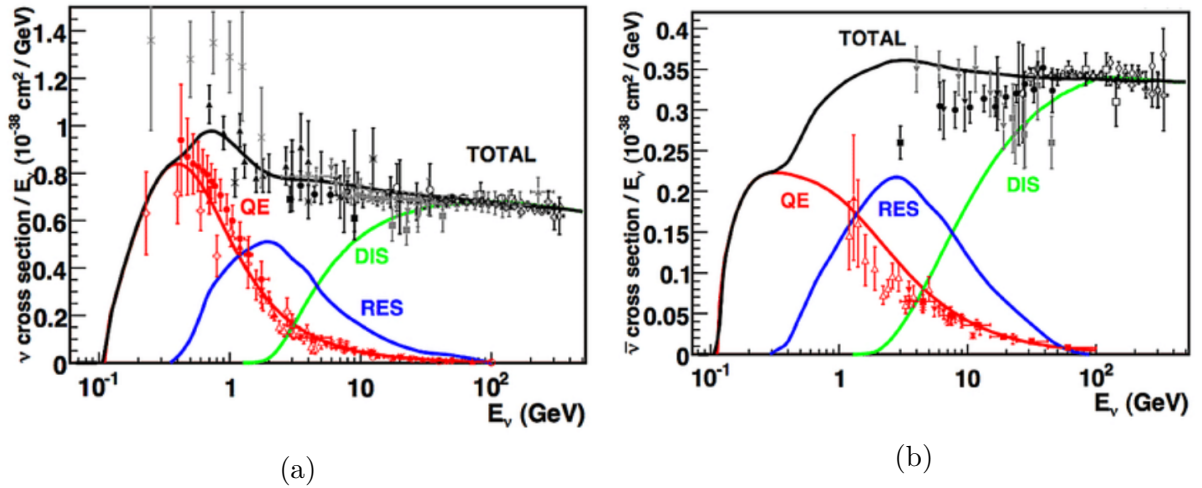 ν cross section / Eν (10⁻³⁸ cm² / GeV)
1.4
1.2
1
0.8
0.6
0.4
0.2
0
TOTAL
QE
DIS
RES
10⁻¹
1
10
10²
Eν (GeV)
(a)
ν̅ cross section / Eν (10⁻³⁸ cm² / GeV)
0.4
0.35
0.3
0.25
0.2
0.15
0.1
0.05
0
TOTAL
QE
RES
DIS
10⁻¹
1
10
10²
Eν (GeV)
(b)